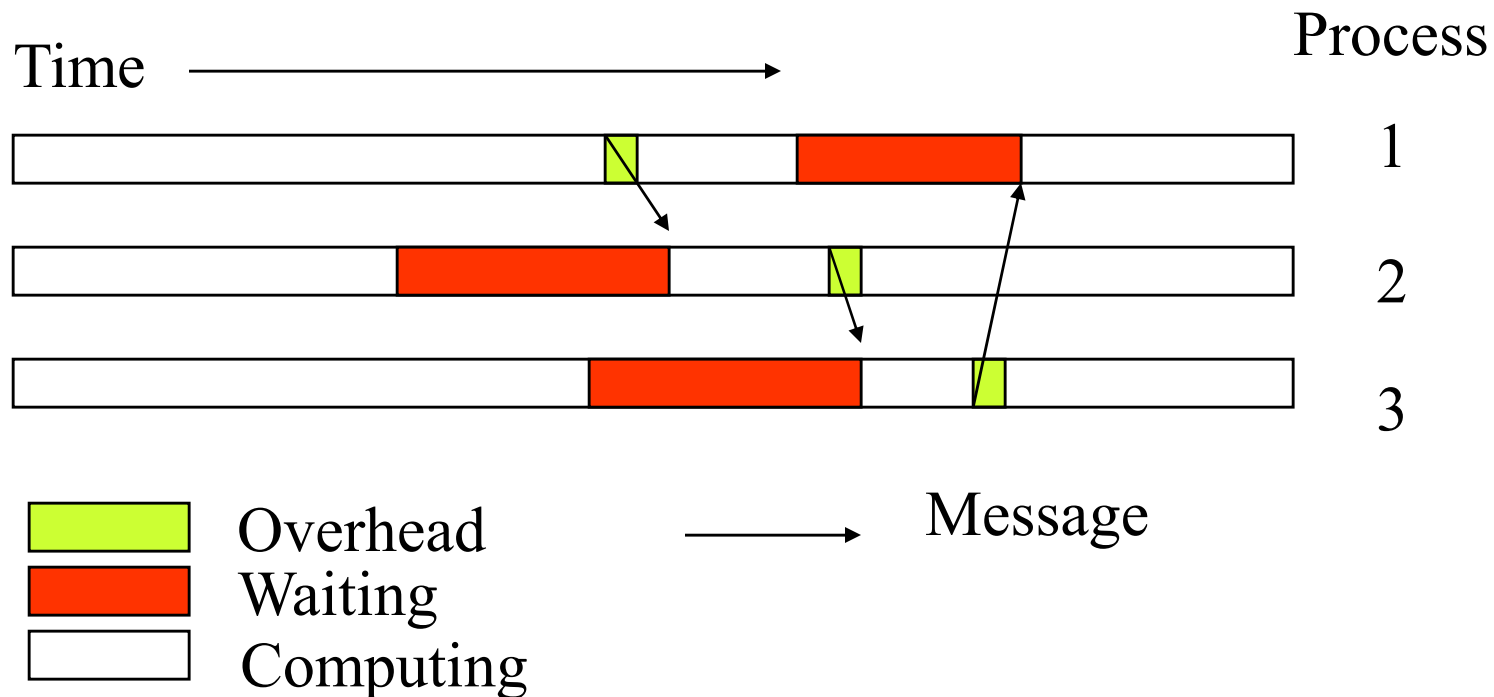 Process
Time
1
2
3
Overhead
Message
Waiting
Computing